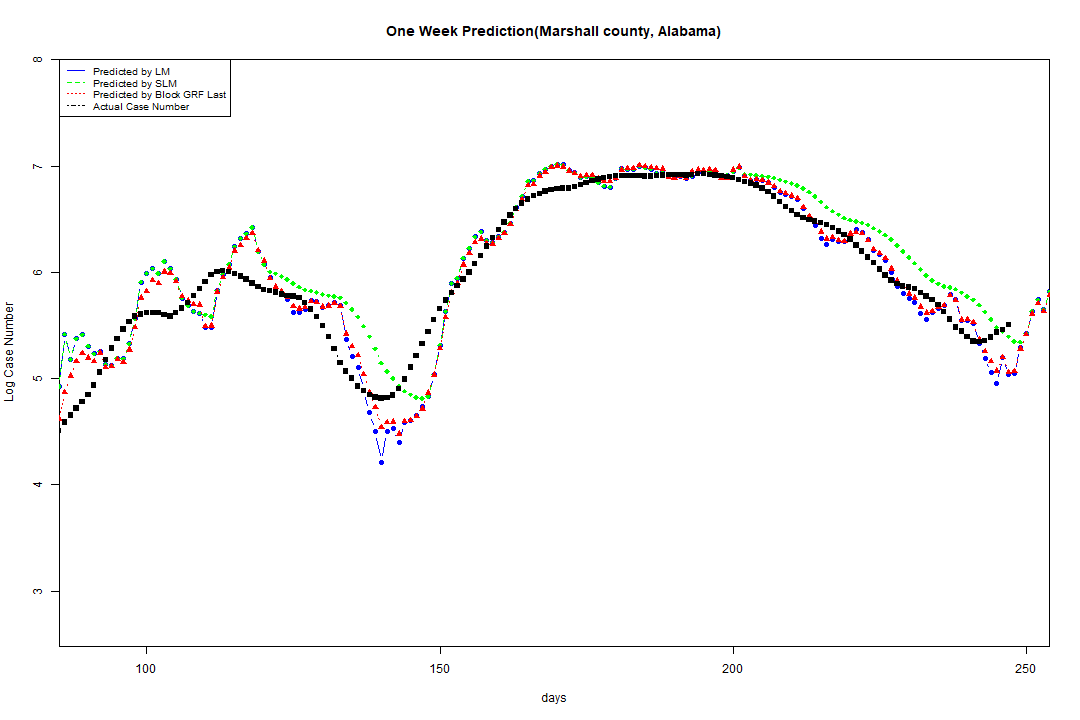 One Week Prediction(Marshall county, Alabama)
Predicted by LM
Predicted by SLM
Predicted by Block GRF Last
Actual Case Number
8
7
6
5
4
3
Log Case Number
100
150
200
250
days